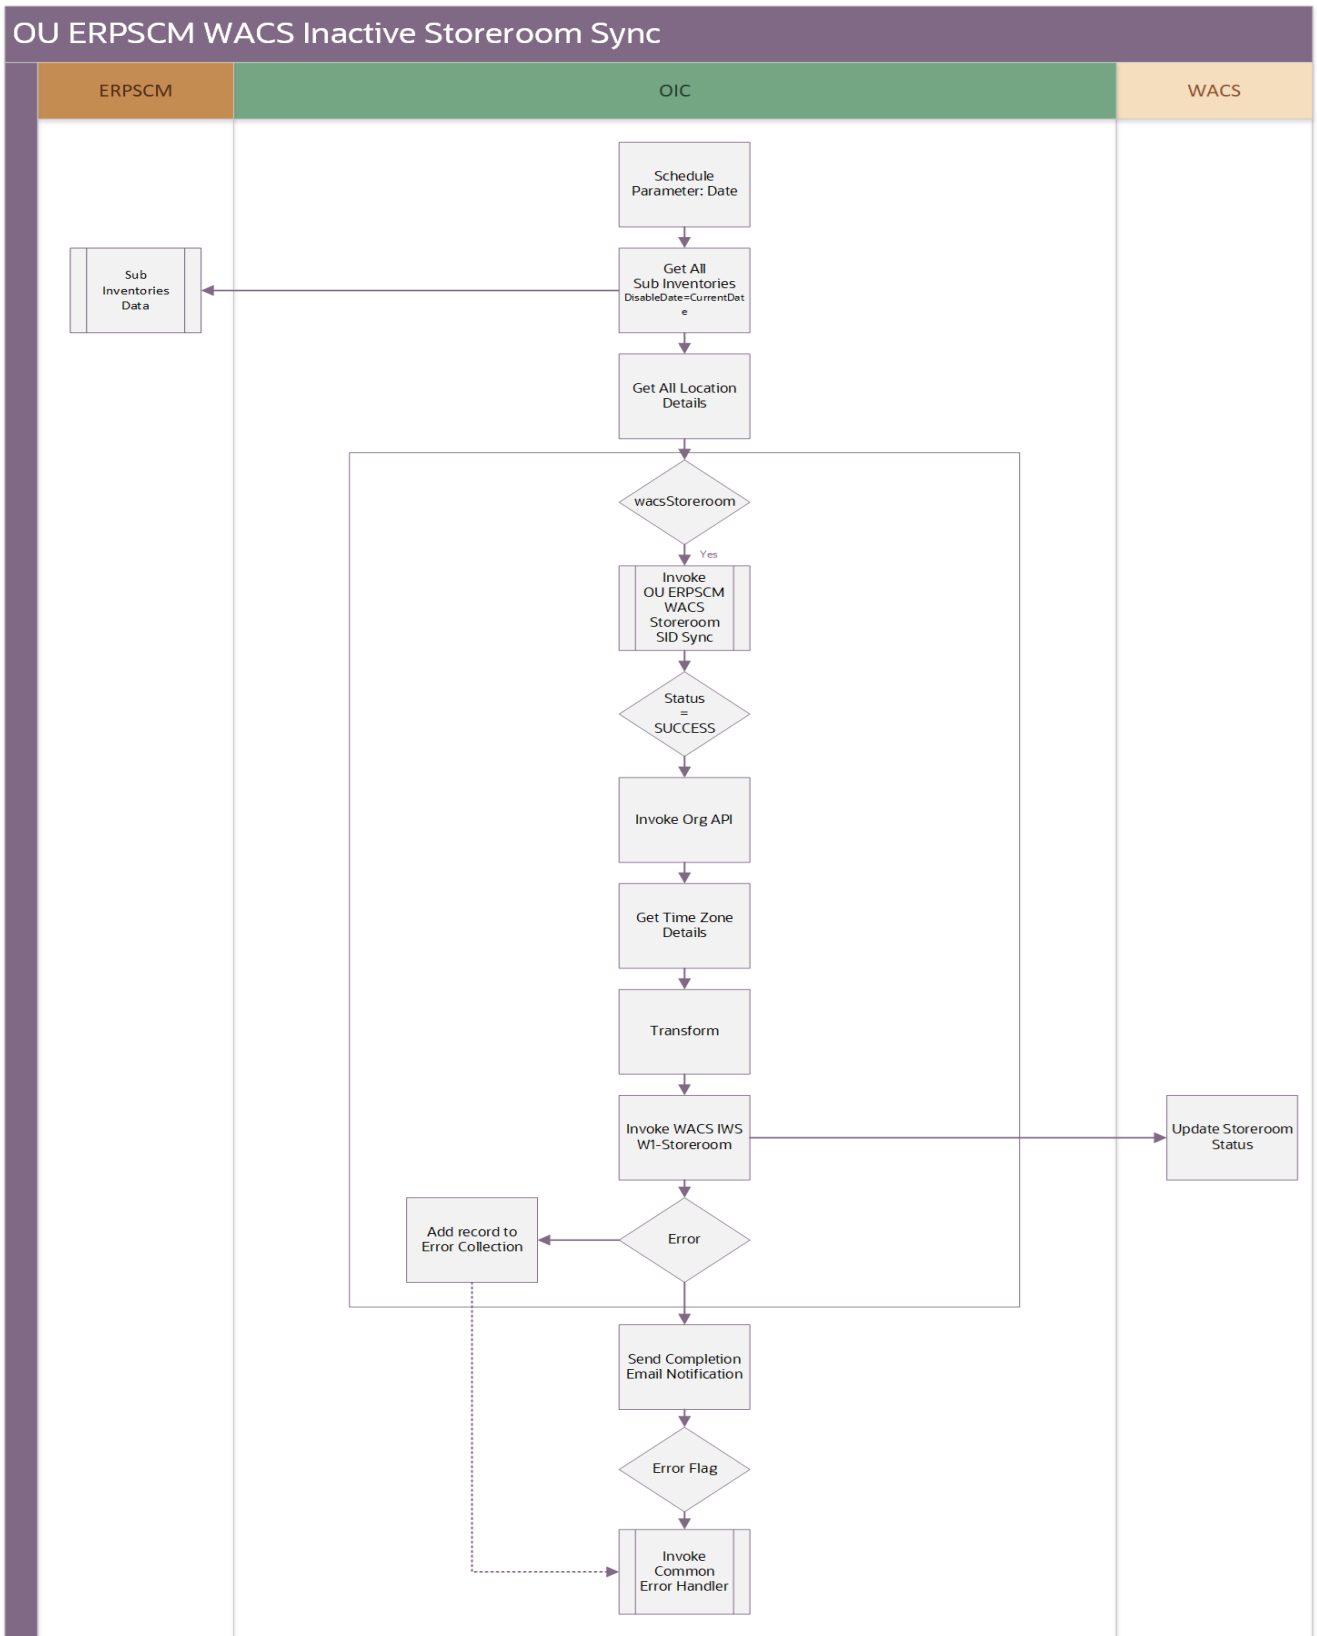 OU ERPSCM WACS Inactive Storeroom Sync
ERPSCM
OIC
WACS
Schedule
Parameter: Date
Get All
Sub Inventories
DisableDate=CurrentDat
e
Sub
Inventories
Data
Get All Location
Details
wacsStoreroom
Yes
Invoke
OU ERPSCM
WACS
Storeroom
SID Sync
Status
=
SUCCESS
Invoke Org API
Get Time Zone
Details
Transform
Invoke WACS IWS
W1-Storeroom
Update Storeroom
Status
Add record to
Error Collection
Error
Send Completion
Email Notification
Error Flag
Invoke
Common
Error Handler